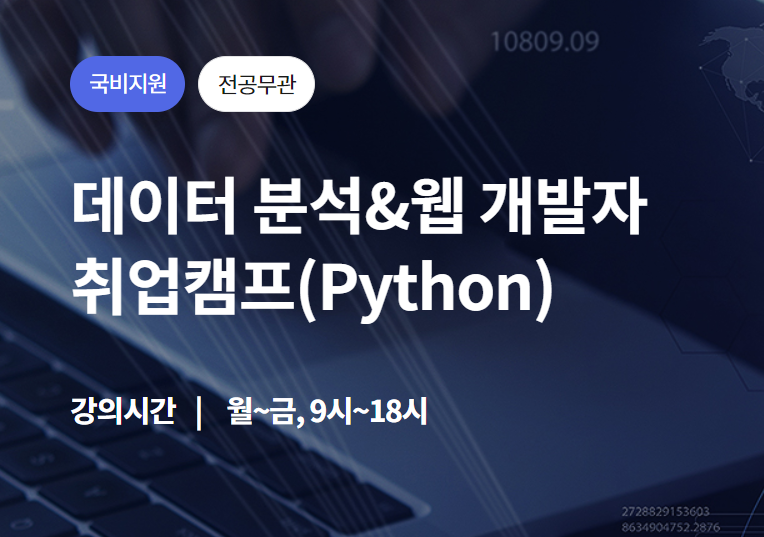 10809.09
국비지원 전공무관
데이터 분석&웹 개발자
취업캠프(Python)
강의시간 | 월~금, 9시~18시
2728829153603
8634904752.2876